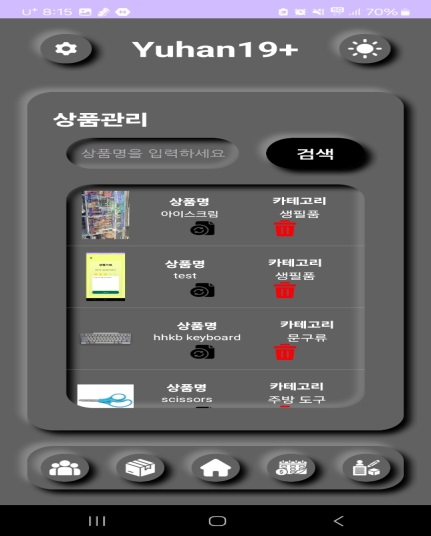 8:15
70%
Yuhan19+
상품관리
상품명을 입력하세요 검색
상품명 카테고리
아이스크림 생필품
상품명 카테고리
test 생필품
상품명 카테고리
hhkb keyboard 문구류
상품명 카테고리
scissors 주방 도구